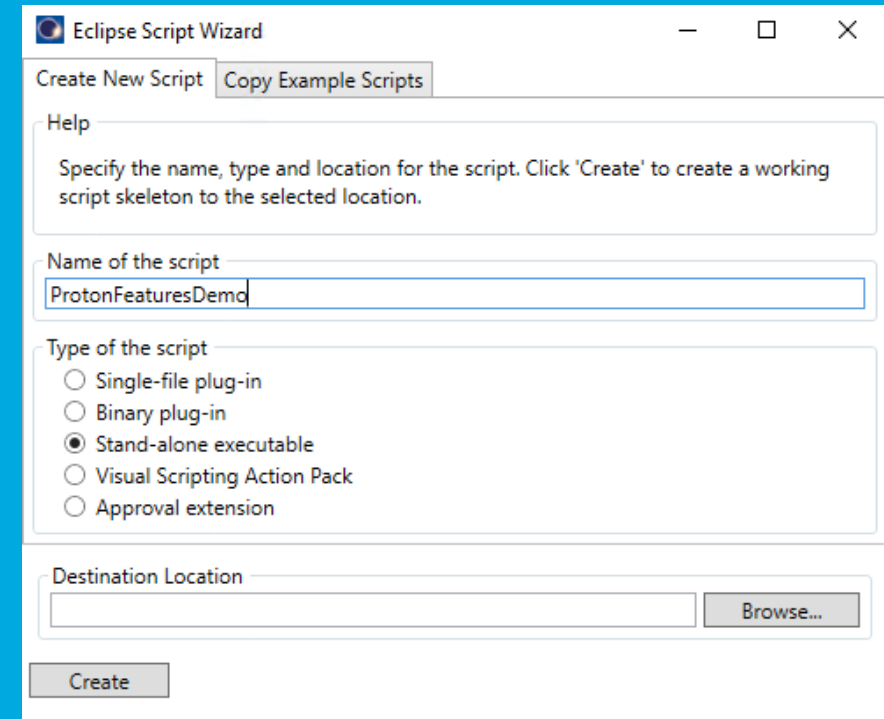 Eclipse Script Wizard
Create New Script Copy Example Scripts
Help
Specify the name, type and location for the script. Click 'Create' to create a working
script skeleton to the selected location.
Name of the script
ProtonFeaturesDemo
Type of the script
Single-file plug-in
Binary plug-in
Stand-alone executable
Visual Scripting Action Pack
Approval extension
Destination Location
Browse...
Create